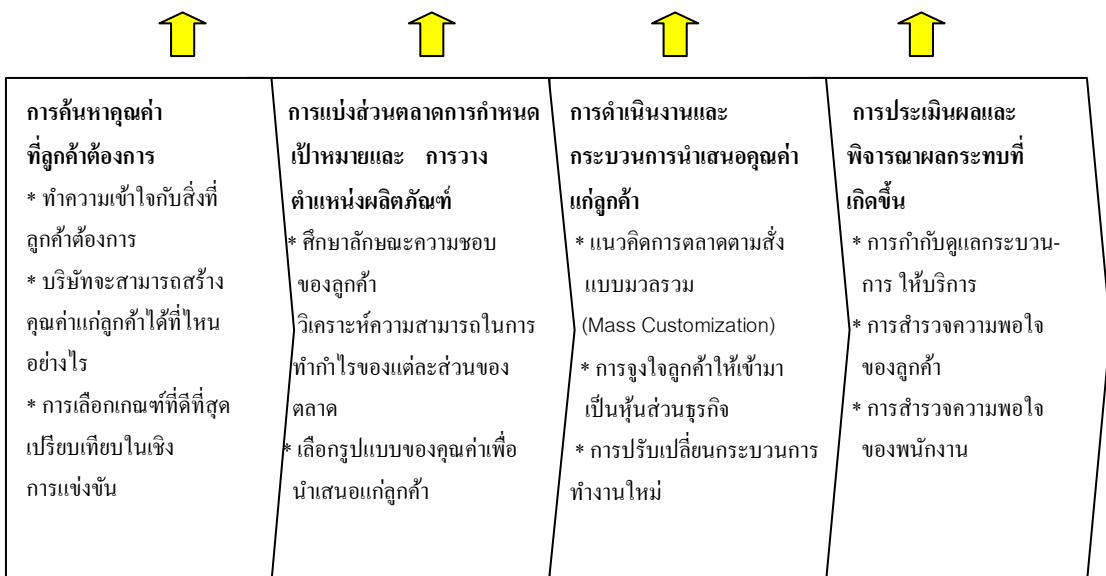 การค้นหาคุณค่า
ที่ลูกค้าต้องการ
* ทำความเข้าใจกับสิ่งที่
ลูกค้าต้องการ
* บริษัทจะสามารถสร้าง
คุณค่าแก่ลูกค้าได้ที่ไหน
อย่างไร
* การเลือกเกณฑ์ที่ดีที่สุด
เปรียบเทียบในเชิง
การแข่งขัน
การแบ่งส่วนตลาดการกำหนด
เป้าหมายและ การวาง
ตำแหน่งผลิตภัณฑ์
* ศึกษาลักษณะความชอบ
ของลูกค้า
วิเคราะห์ความสามารถในการ
ทำกำไรของแต่ละส่วนของ
ตลาด
* เลือกรูปแบบของคุณค่าเพื่อ
นำเสนอแก่ลูกค้า
การดำเนินงานและ
กระบวนการนำเสนอคุณค่า
แก่ลูกค้า
* แนวคิดการตลาดตามสั่ง
แบบมวลรวม
(Mass Customization)
* การจูงใจลูกค้าให้เข้ามา
เป็นหุ้นส่วนธุรกิจ
* การปรับเปลี่ยนกระบวนการ
ทำงานใหม่
การประเมินผลและ
พิจารณาผลกระทบที่
เกิดขึ้น
* การกำกับดูแลกระบวน-
การ ให้บริการ
* การสำรวจความพอใจ
ของลูกค้า
* การสำรวจความพอใจ
ของพนักงาน